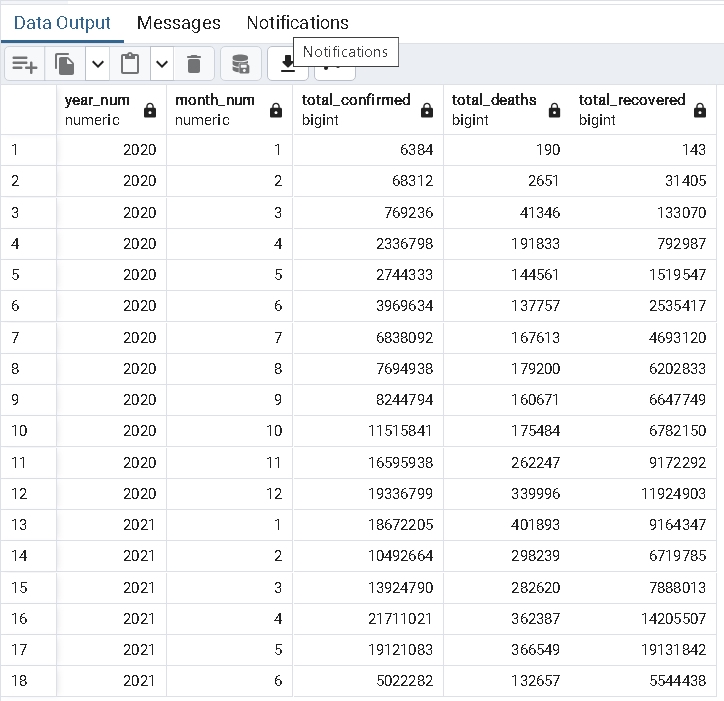 Data Output Messages Notifications
Notifications
year_num month_num total_confirmed total_deaths total_recovered
numeric numeric bigint bigint bigint
1 2020 1 6384 190 143
2 2020 2 68312 2651 31405
3 2020 3 769236 41346 133070
4 2020 4 2336798 191833 792987
5 2020 5 2744333 144561 1519547
6 2020 6 3969634 137757 2535417
7 2020 7 6838092 167613 4693120
8 2020 8 7694938 179200 6202833
9 2020 9 8244794 160671 6647749
10 2020 10 11515841 175484 6782150
11 2020 11 16595938 262247 9172292
12 2020 12 19336799 339996 11924903
13 2021 1 18672205 401893 9164347
14 2021 2 10492664 298239 6719785
15 2021 3 13924790 282620 7888013
16 2021 4 21711021 362387 14205507
17 2021 5 19121083 366549 19131842
18 2021 6 5022282 132657 5544438